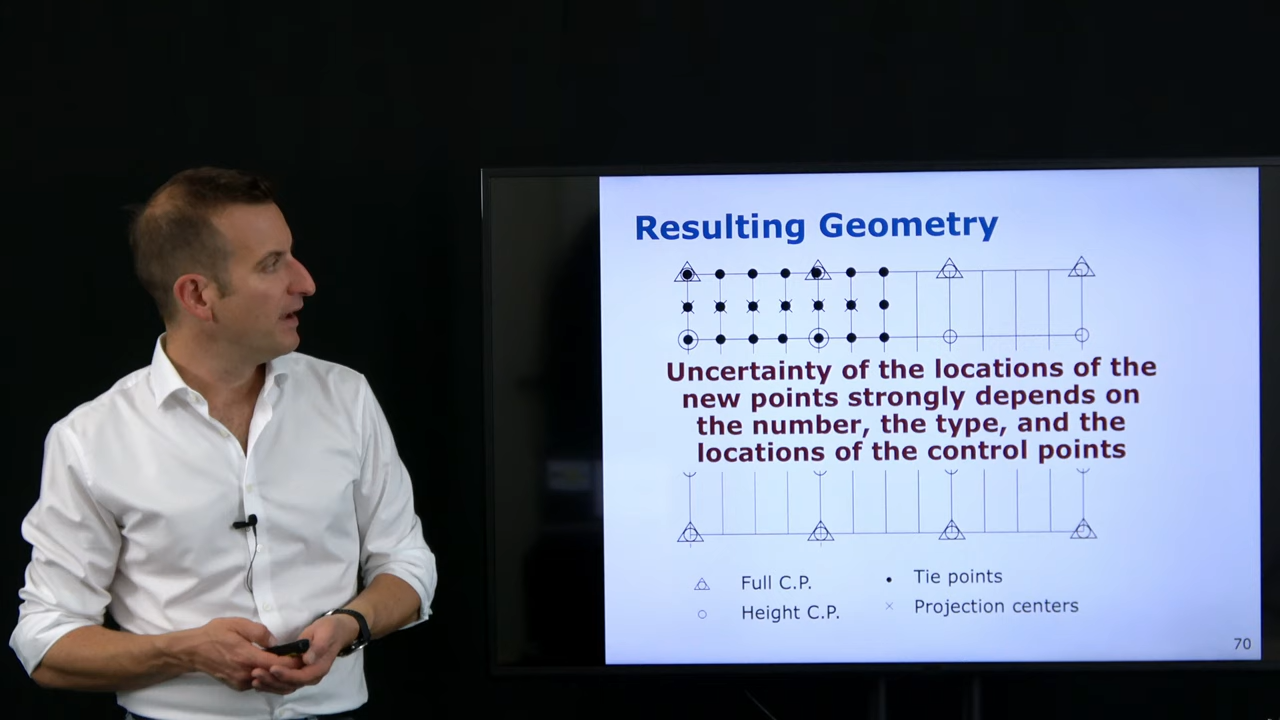 Resulting Geometry
Uncertainty of the locations of the
new points strongly depends on
the number, the type, and the
locations of the control points
Full C.P.
Tie points
Height C.P.
Projection centers
70